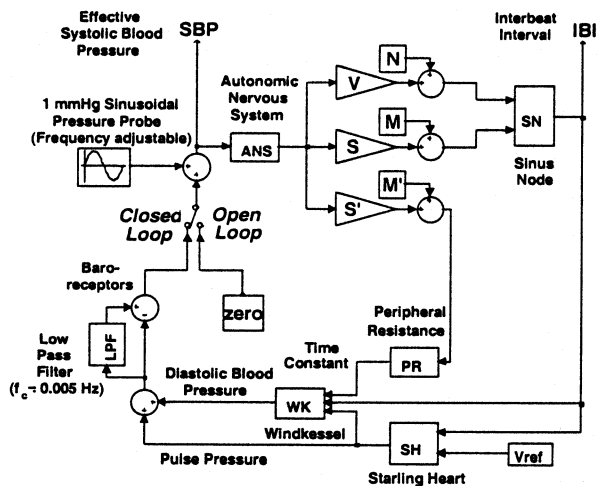 Effective
Systolic Blood
Pressure
SBP
Interbeat
Interval
IBI
1 mmHg Sinusoidal
Pressure Probe
(Frequency adjustable)
Autonomic
Nervous
System
ANS
V
N
S
M
S'
M'
SN
Sinus
Node
Closed
Loop
Open
Loop
Baro-
receptors
zero
Low
Pass
Filter
(fc= 0.005 Hz)
LPF
Peripheral
Resistance
PR
Time
Constant
Diastolic Blood
Pressure
WK
Windkessel
Pulse Pressure
SH
Starling Heart
Vref